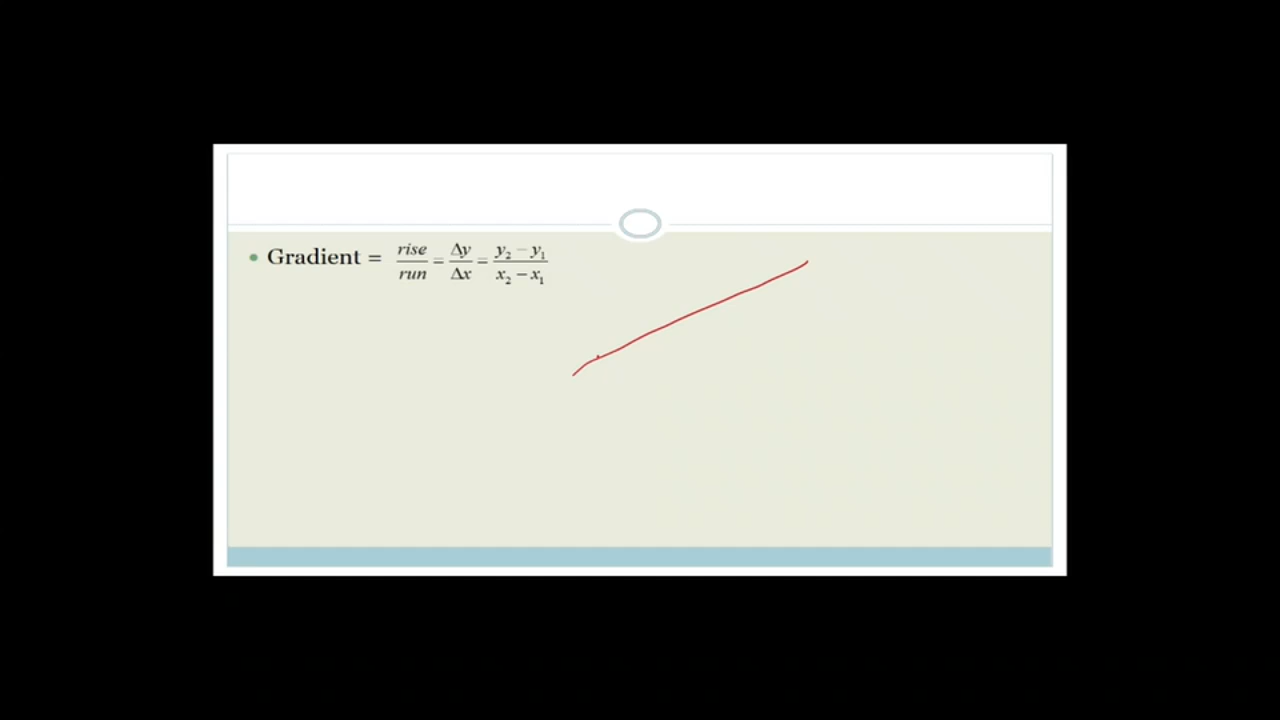 • Gradient = rise/run = Δy/Δx = y₂ − y₁/x₂ − x₁